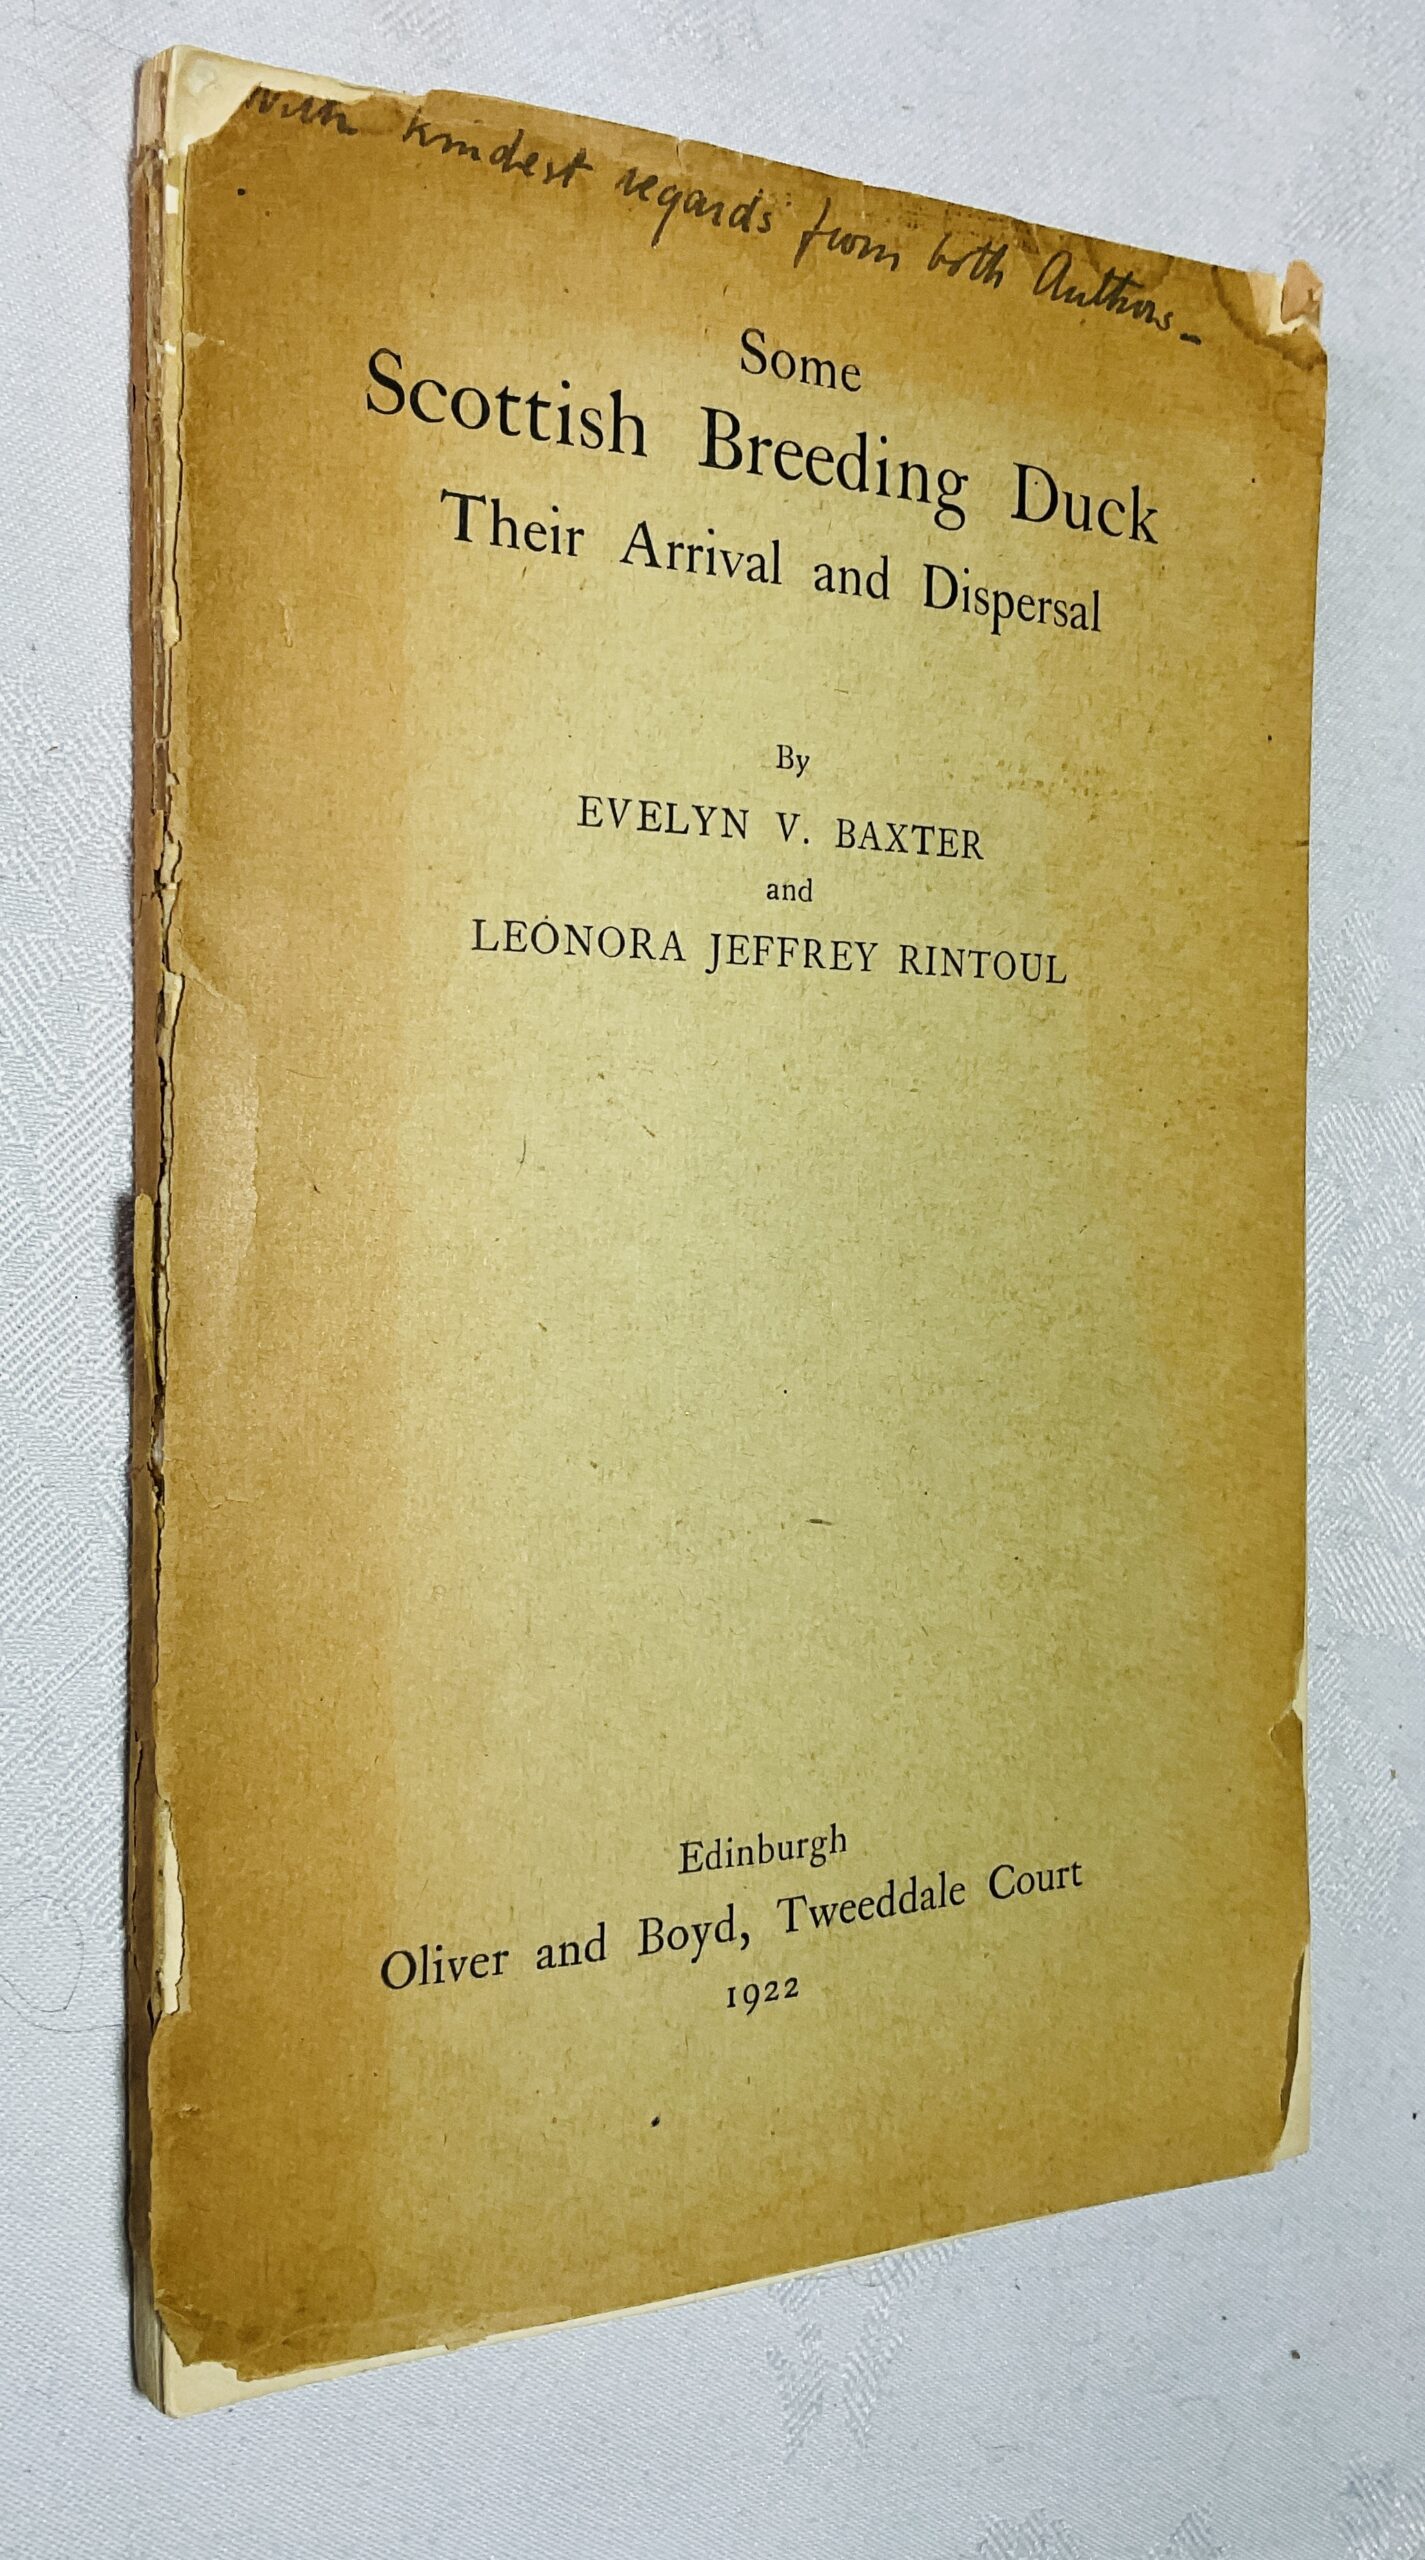 With kindest regards from both Authors -
Some
Scottish Breeding Duck
Their Arrival and Dispersal
By
EVELYN V. BAXTER
and
LEONORA JEFFREY RINTOUL
Edinburgh
Oliver and Boyd, Tweeddale Court
1922